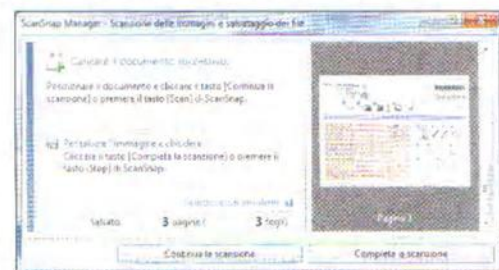 ScanSnap Manager - Scansione delle immagini e salvataggio dei file
Caricare il documento successivo.
Posizionare il documento e cliccare il tasto [Continua la
scansione] o premere il tasto [Scan] di ScanSnap.
Per salvare l'immagine e chiudere
Cliccare il tasto [Completa la scansione] o premere il
tasto [Stop] di ScanSnap.
Salvato: 3 pagine ( 3 fogli)
Pagina 3
Continua la scansione
Completa la scansione